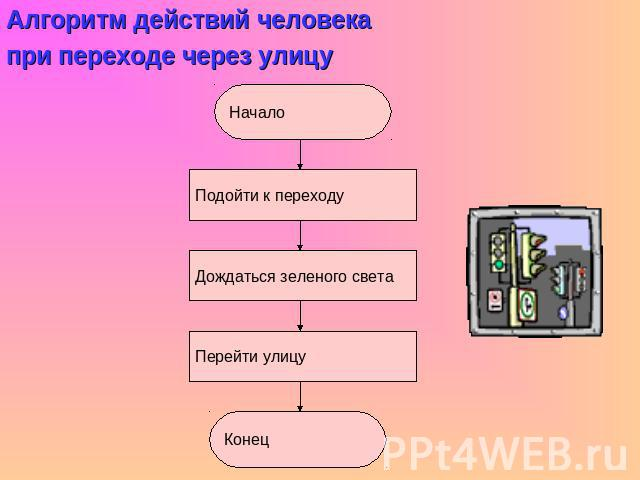 Алгоритм действий человека
при переходе через улицу
Начало
Подойти к переходу
Дождаться зеленого света
Перейти улицу
Конец
PPt4WEB.ru